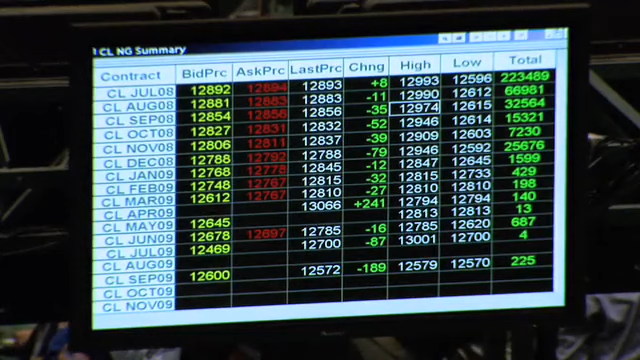 CL NG Summary
Contract BidPrc AskPrc LastPrc Chng High Low Total
CL JUL08 12892 12894 12893 +8 12993 12596 223489
CL AUG08 12881 12883 12883 -11 12990 12612 66981
CL SEP08 12854 12856 12856 -35 12974 12615 32564
CL OCT08 12827 12831 12832 -52 12946 12614 15321
CL NOV08 12806 12811 12837 -39 12909 12603 7230
CL DEC08 12788 12792 12788 -79 12946 12592 25676
CL JAN09 12768 12778 12845 -12 12847 12645 1599
CL FEB09 12748 12767 12815 -32 12815 12733 429
CL MAR09 12612 12767 12810 -27 12810 12810 198
CL APR09 13066 +241 12794 12794 140
CL MAY09 12645 12813 12813 13
CL JUN09 12678 12697 12785 -16 12785 12620 687
CL JUL09 12469 12700 -87 13001 12700 4
CL AUG09
CL SEP09 12600 12572 -189 12579 12570 225
CL OCT09
CL NOV09